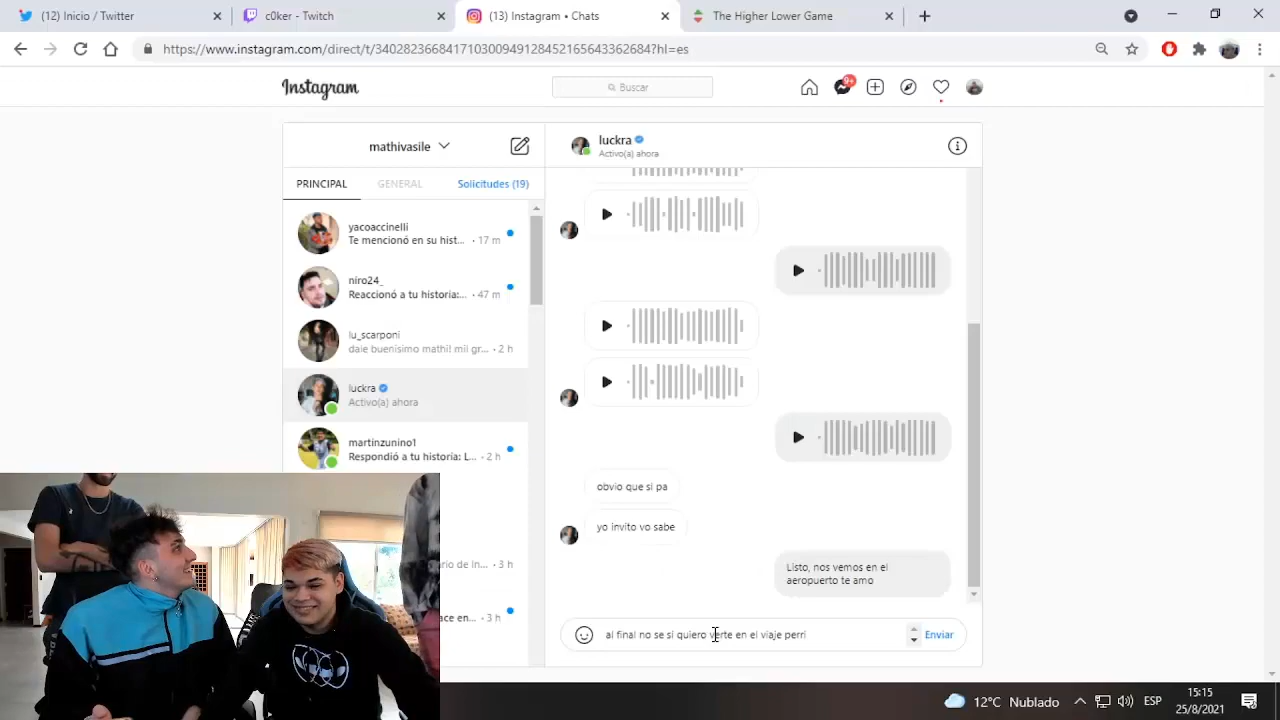 (12) Inicio / Twitter
c0ker - Twitch
(13) Instagram • Chats
The Higher Lower Game
https://www.instagram.com/direct/t/340282366841710300949128452165643362684?hl=es
Instagram
Buscar
9+
mathivasile
luckra
Activo(a) ahora
PRINCIPAL
GENERAL
Solicitudes (19)
yacoaccinelli
Te mencionó en su hist... · 17 m
niro24_
Reaccionó a tu historia:... · 47 m
lu_scarponi
dale buenisimo mathi! mil gr... · 2 h
luckra
Activo(a) ahora
martinzunino1
Respondió a tu historia: L... · 2 h
ario de In... · 3 h
ace en... · 3 h
obvio que si pa
yo invito vo sabe
Listo, nos vemos en el
aeropuerto te amo
al final no se si quiero verte en el viaje perri
Enviar
12°C Nublado
ESP
15:15
25/8/2021